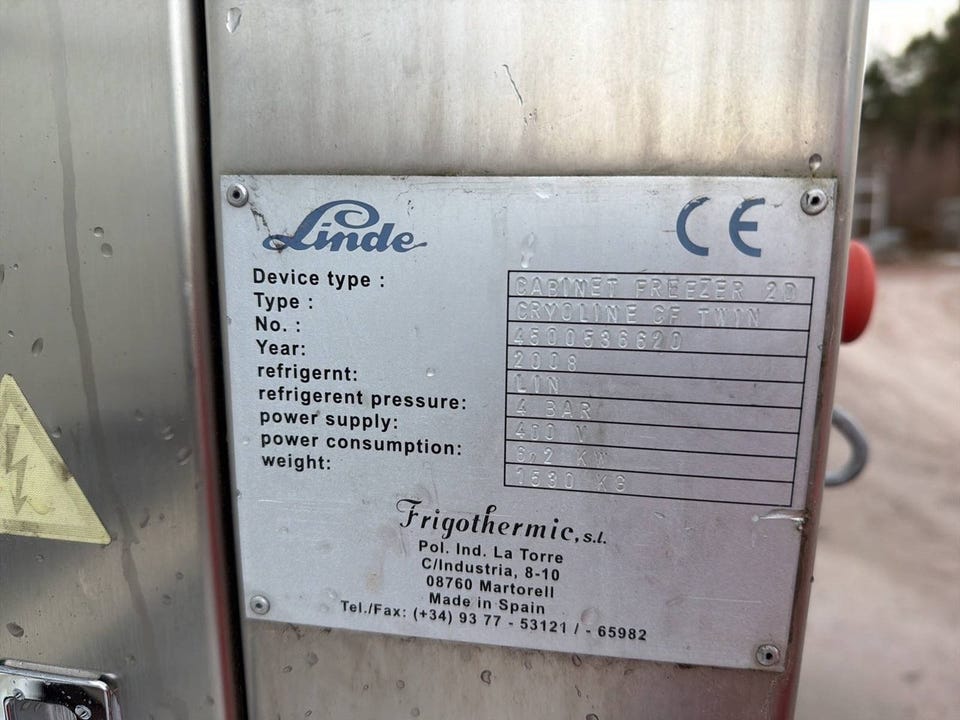 Linde
CE
Device type : CABINET FREEZER 2D
Type : CRYOLINE CF TWIN
No. : 4500536620
Year: 2008
refrigernt: LIN
refrigerent pressure: 4 BAR
power supply: 400 V
power consumption: 6,2 KW
weight: 1530 KG
Frigothermic, s.l.
Pol. Ind. La Torre
C/Industria, 8-10
08760 Martorell
Made in Spain
Tel./Fax: (+34) 93 77 - 53121 / - 65982